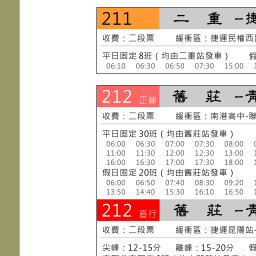 211 二 重 -捷
收費：二段票 緩衝區：捷運民權西
平日固定8班（均由二重站發車） 假
06:10 06:30 06:50 07:30 15:00
212 正線 舊 莊 -青
收費：二段票 緩衝區：南港高中-聯
平日固定30班（均由舊莊站發車）
06:00 06:30 07:00 07:30 08:00
11:00 11:30 12:00 12:30 13:00
16:00 16:30 17:00 17:30 18:00
假日固定20班（均由舊莊站發車）
06:00 06:50 07:40 08:30 09:20
13:50 14:40 15:30 16:10 16:50
212 直行 舊 莊 -青
收費：二段票 緩衝區：捷運昆陽站-
尖峰：12-15分 離峰：15-20分 假